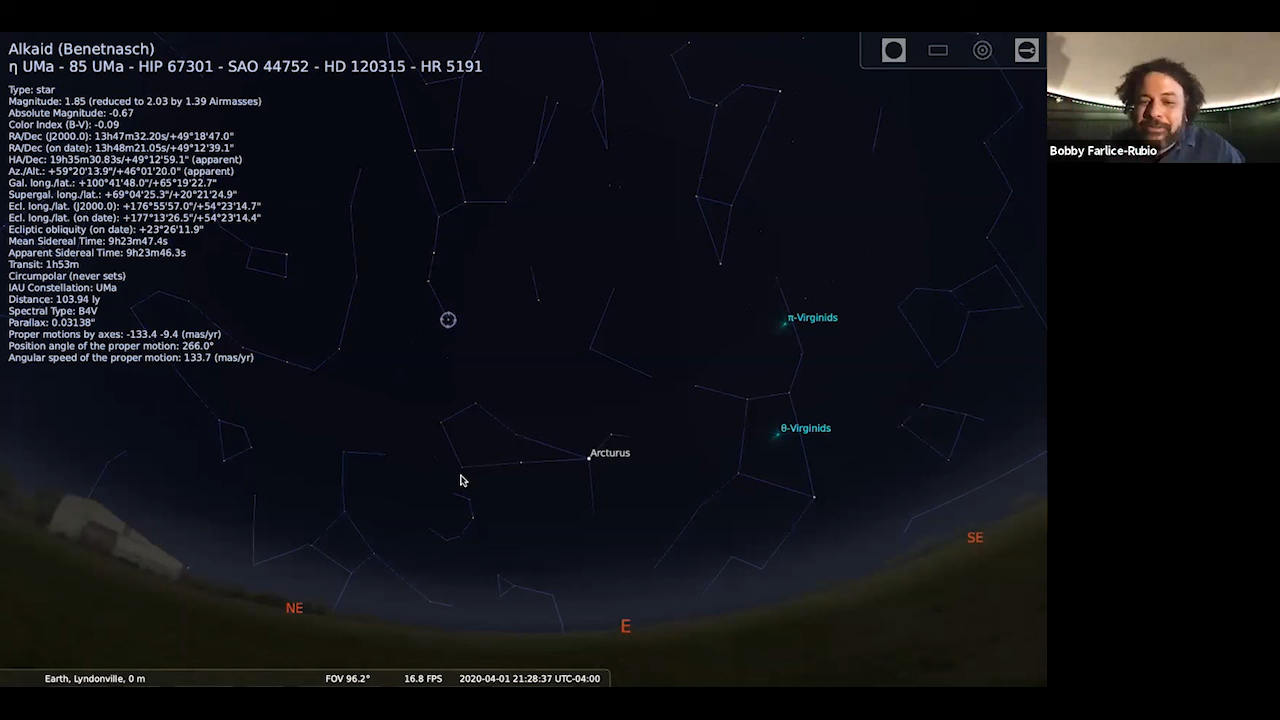 Alkaid (Benetnasch)
η UMa - 85 UMa - HIP 67301 - SAO 44752 - HD 120315 - HR 5191
Type: star
Magnitude: 1.85 (reduced to 2.03 by 1.39 Airmasses)
Absolute Magnitude: -0.67
Color Index (B-V): -0.09
RA/Dec (J2000.0): 13h47m32.20s/+49°18'47.0"
RA/Dec (on date): 13h48m21.05s/+49°12'39.1"
HA/Dec: 19h35m30.83s/+49°12'59.1" (apparent)
Az./Alt.: +59°20'13.9"/+46°01'20.0" (apparent)
Gal. long./lat.: +100°41'48.0"/+65°19'22.7"
Supergal. long./lat.: +69°04'25.3"/+20°21'24.9"
Ecl. long./lat. (J2000.0): +176°55'57.0"/+54°23'14.7"
Ecl. long./lat. (on date): +177°13'26.5"/+54°23'14.4"
Ecliptic obliquity (on date): +23°26'11.9"
Mean Sidereal Time: 9h23m47.4s
Apparent Sidereal Time: 9h23m46.3s
Transit: 1h53m
Circumpolar (never sets)
IAU Constellation: UMa
Distance: 103.94 ly
Spectral Type: B4V
Parallax: 0.03138"
Proper motions by axes: -133.4 -9.4 (mas/yr)
Position angle of the proper motion: 266.0°
Angular speed of the proper motion: 133.7 (mas/yr)
Bobby Farlice-Rubio
π-Virginids
θ-Virginids
Arcturus
SE
NE
E
Earth, Lyndonville, 0 m
FOV 96.2°
16.8 FPS
2020-04-01 21:28:37 UTC-04:00